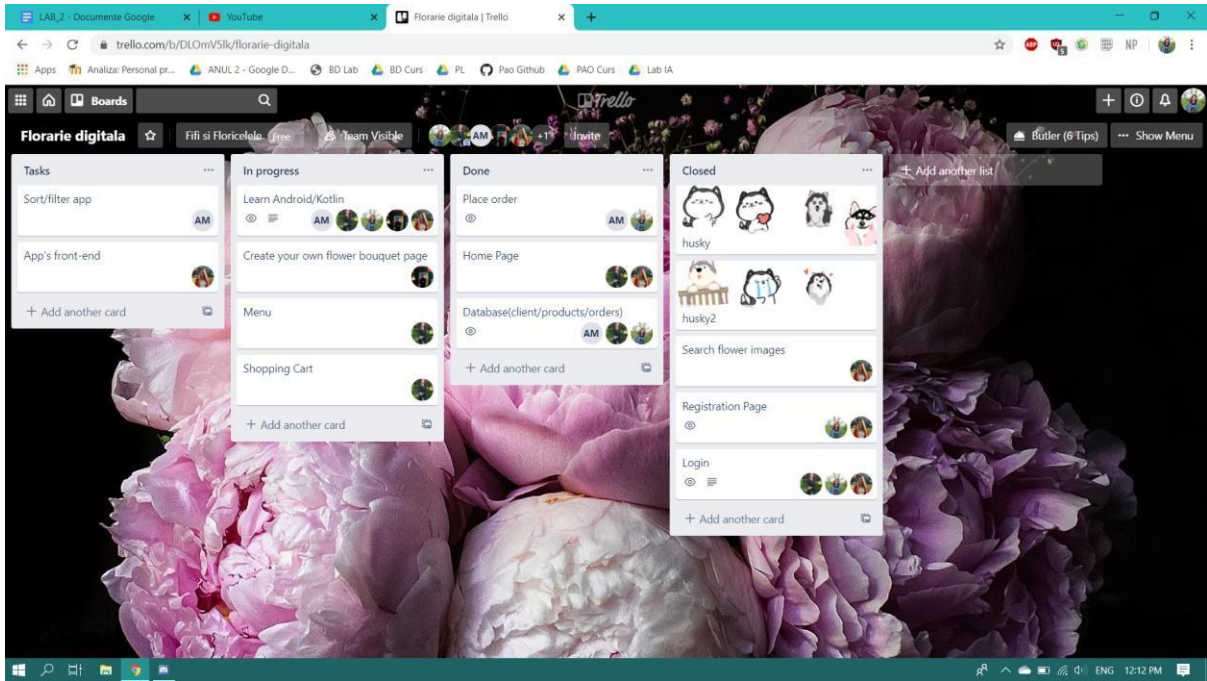 LAB_2 - Documente Google
YouTube
Florarie digitala | Trello
trello.com/b/DLOmV5lk/florarie-digitala
ABP
5
NP
Apps
Analiza: Personal pr...
ANUL 2 - Google D...
BD Lab
BD Curs
PL
Pao Github
PAO Curs
Lab IA
Boards
Trello
Florarie digitala
Fifi si Floricelele
Free
Team Visible
AM
+1
Invite
Butler (6 Tips)
Show Menu
Tasks
Sort/filter app
AM
App's front-end
+ Add another card
In progress
Learn Android/Kotlin
AM
Create your own flower bouquet page
Menu
Shopping Cart
+ Add another card
Done
Place order
AM
Home Page
Database(client/products/orders)
AM
+ Add another card
Closed
husky
husky2
Search flower images
Registration Page
Login
+ Add another card
+ Add another list
ENG
12:12 PM